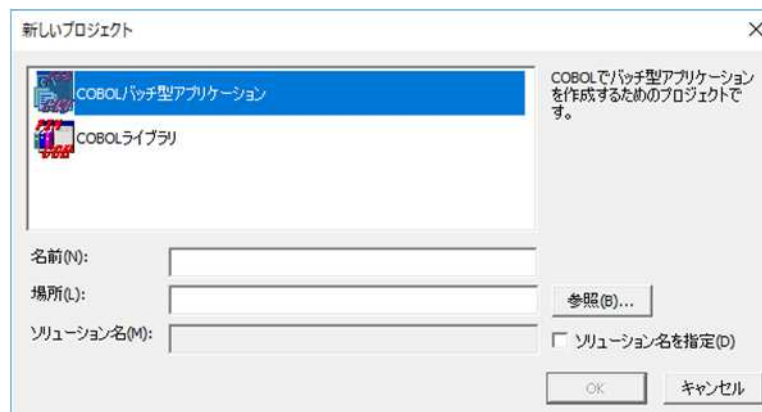 新しいプロジェクト
COBOLバッチ型アプリケーション
COBOLライブラリ
COBOLでバッチ型アプリケーション
を作成するためのプロジェクトで
す。
名前(N):
場所(L):
参照(B)...
ソリューション名(M):
ソリューション名を指定(D)
OK
キャンセル